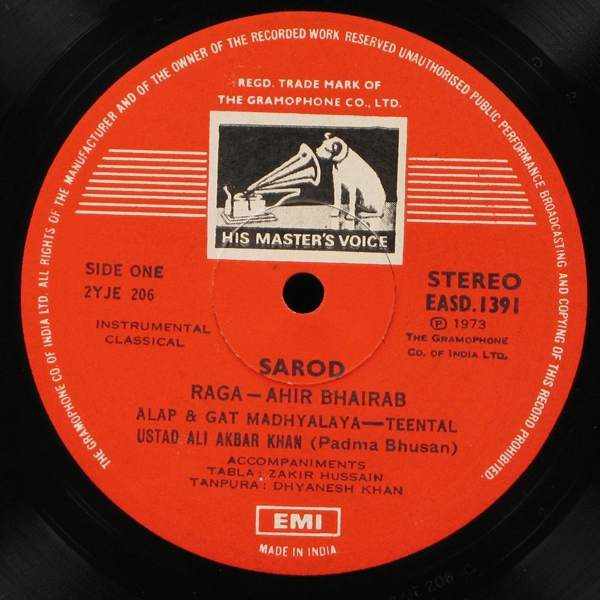 THE GRAMOPHONE CO OF INDIA LTD. ALL RIGHTS OF THE MANUFACTURER AND OF THE OWNER OF THE RECORDED WORK RESERVED UNAUTHORISED PUBLIC PERFORMANCE BROADCASTING AND COPYING OF THIS RECORD PROHIBITED.
REGD. TRADE MARK OF
THE GRAMOPHONE CO., LTD.
HIS MASTER'S VOICE
SIDE ONE
2YJE 206
INSTRUMENTAL
CLASSICAL
STEREO
EASD.1391
Ⓟ 1973
THE GRAMOPHONE
CO. OF INDIA LTD.
SAROD
RAGA—AHIR BHAIRAB
ALAP & GAT MADHYALAYA—TEENTAL
USTAD ALI AKBAR KHAN (Padma Bhusan)
ACCOMPANIMENTS
TABLA: ZAKIR HUSSAIN
TANPURA: DHYANESH KHAN
EMI
MADE IN INDIA